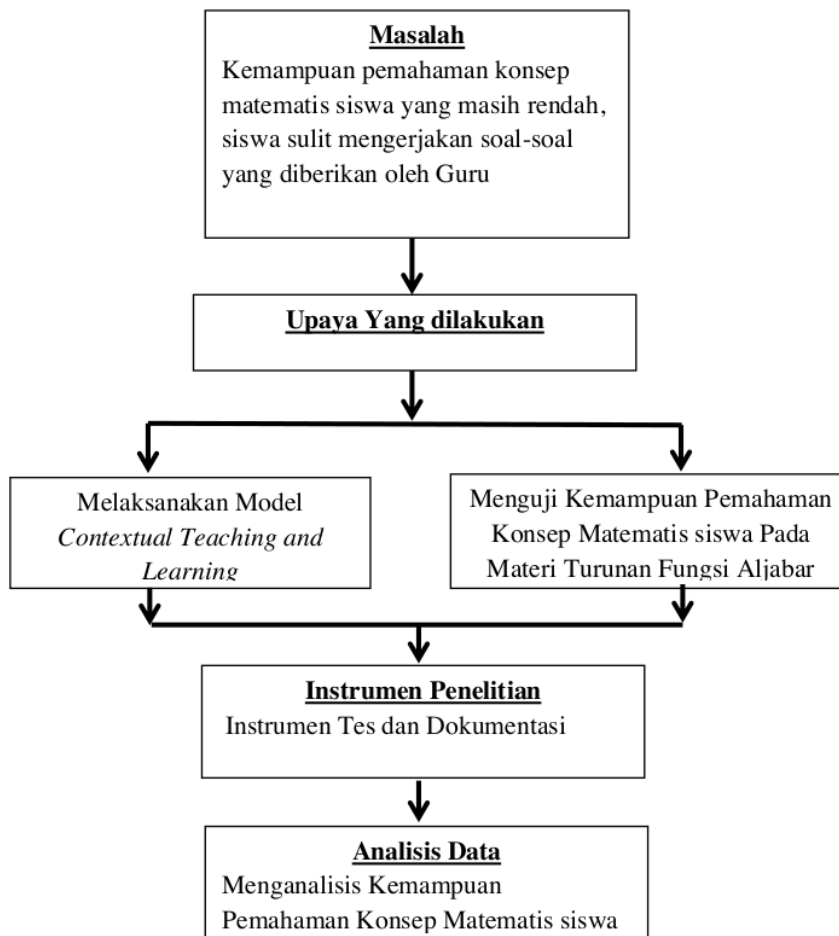 Masalah
Kemampuan pemahaman konsep
matematis siswa yang masih rendah,
siswa sulit mengerjakan soal-soal
yang diberikan oleh Guru
Upaya Yang dilakukan
Melaksanakan Model
Contextual Teaching and
Learning
Menguji Kemampuan Pemahaman
Konsep Matematis siswa Pada
Materi Turunan Fungsi Aljabar
Instrumen Penelitian
Instrumen Tes dan Dokumentasi
Analisis Data
Menganalisis Kemampuan
Pemahaman Konsep Matematis siswa